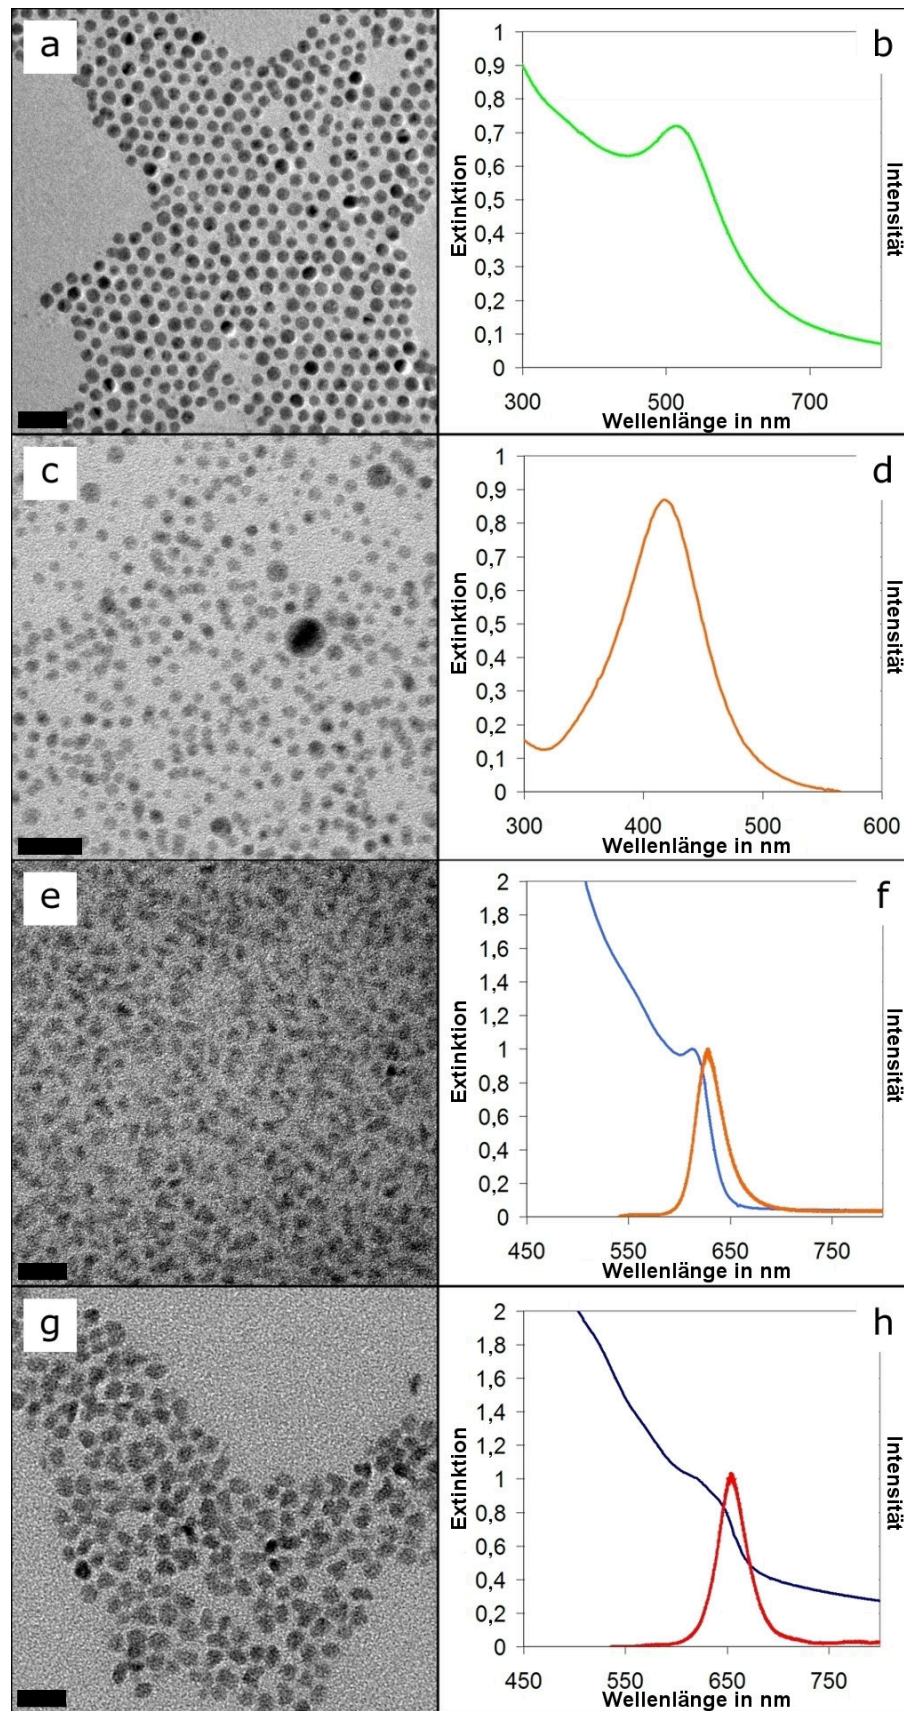 a
b
1
0,9
0,8
0,7
0,6
0,5
0,4
0,3
0,2
0,1
0
Extinktion
Intensität
300 500 700
Wellenlänge in nm
c
d
1
0,9
0,8
0,7
0,6
0,5
0,4
0,3
0,2
0,1
0
Extinktion
Intensität
300 400 500 600
Wellenlänge in nm
e
f
2
1,8
1,6
1,4
1,2
1
0,8
0,6
0,4
0,2
0
Extinktion
Intensität
450 550 650 750
Wellenlänge in nm
g
h
2
1,8
1,6
1,4
1,2
1
0,8
0,6
0,4
0,2
0
Extinktion
Intensität
450 550 650 750
Wellenlänge in nm